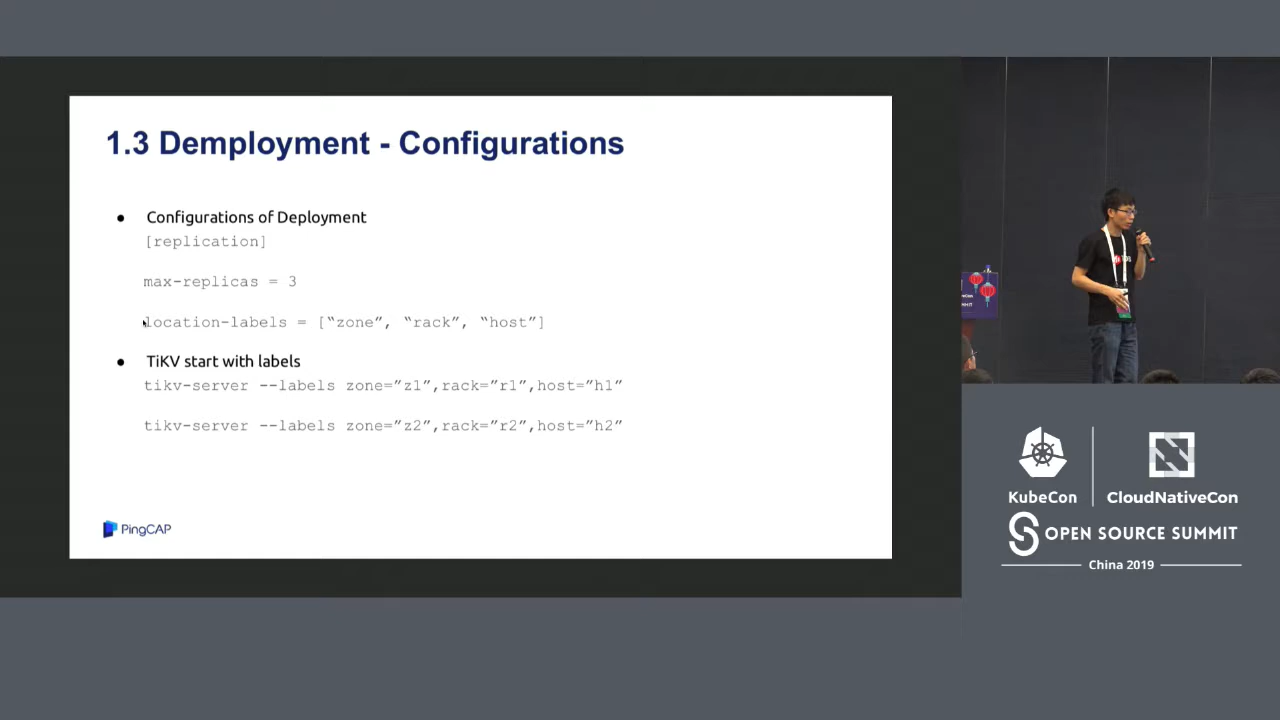 1.3 Demployment - Configurations
● Configurations of Deployment
[replication]
max-replicas = 3
location-labels = [“zone”, “rack”, “host”]
● TiKV start with labels
tikv-server --labels zone=”z1”,rack=”r1”,host=”h1”
tikv-server --labels zone=”z2”,rack=”r2”,host=”h2”
PingCAP
KubeCon
CloudNativeCon
OPEN SOURCE SUMMIT
China 2019